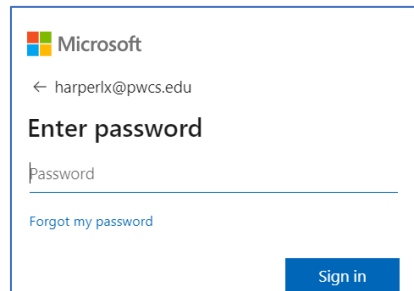 Microsoft
← harperlx@pwcs.edu
Enter password
Password
Forgot my password
Sign in